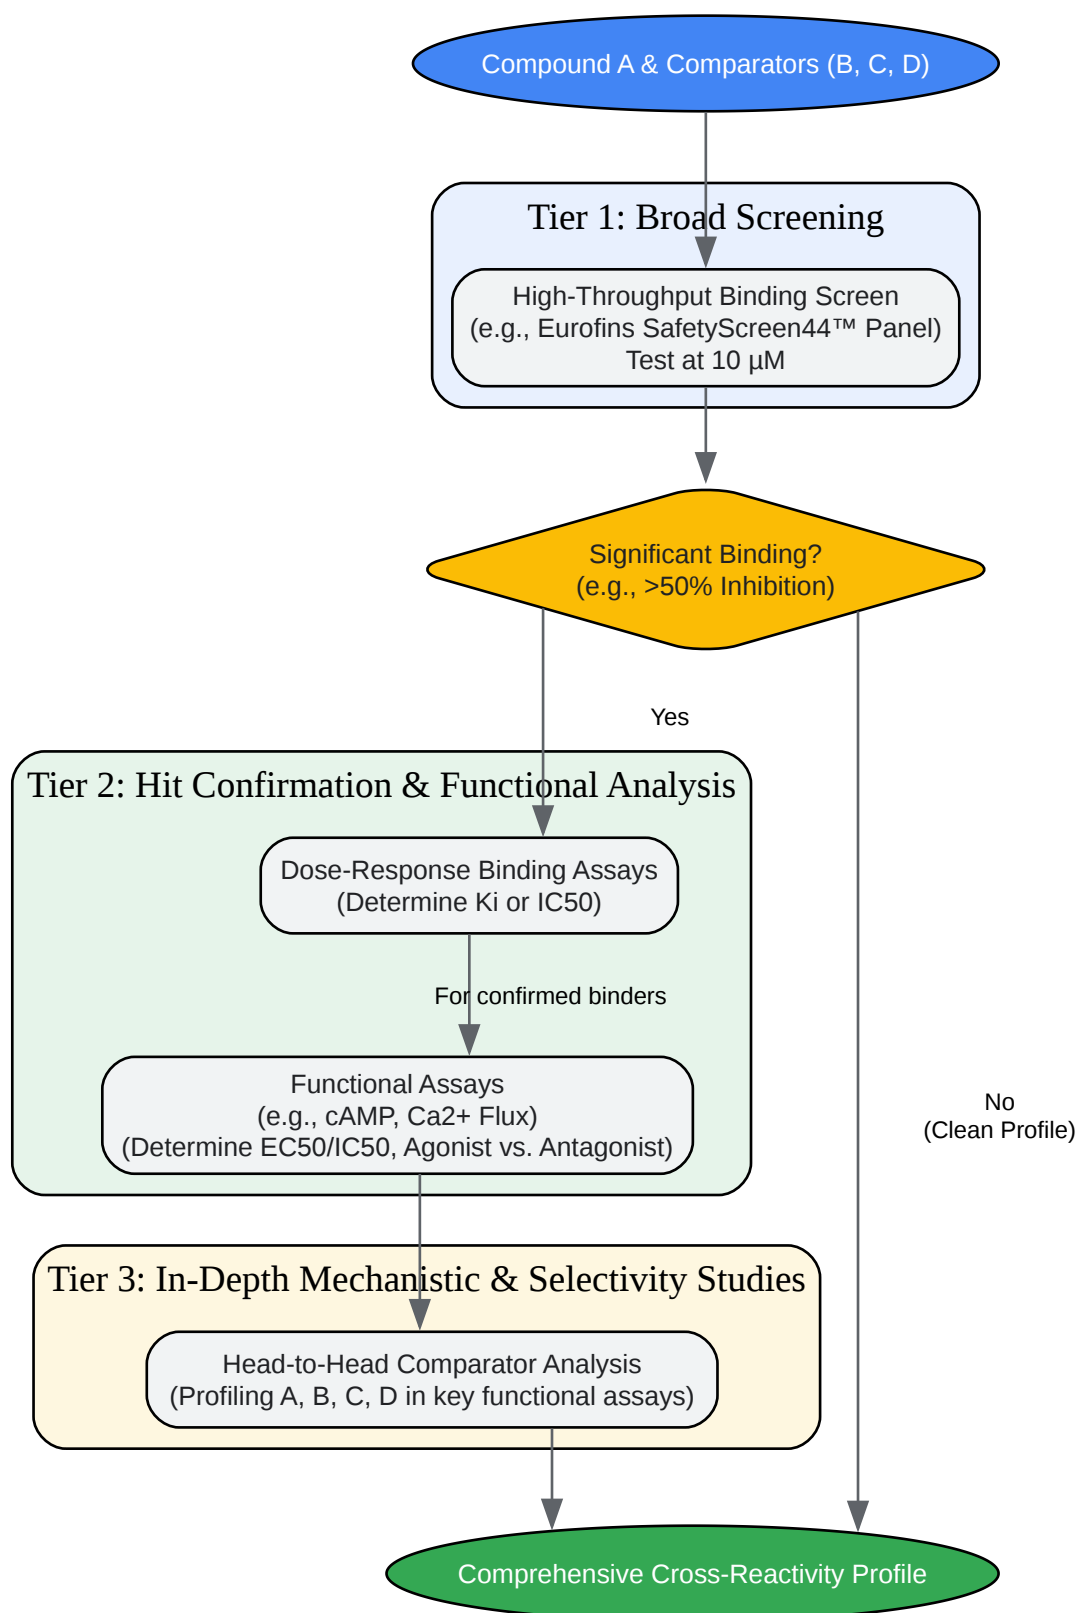 Compound A & Comparators (B, C, D)
Tier 1: Broad Screening
High-Throughput Binding Screen
(e.g., Eurofins SafetyScreen44™ Panel)
Test at 10 µM
Significant Binding?
(e.g., >50% Inhibition)
Yes
Tier 2: Hit Confirmation & Functional Analysis
Dose-Response Binding Assays
(Determine Ki or IC50)
For confirmed binders
Functional Assays
(e.g., cAMP, Ca2+ Flux)
(Determine EC50/IC50, Agonist vs. Antagonist)
No
(Clean Profile)
Tier 3: In-Depth Mechanistic & Selectivity Studies
Head-to-Head Comparator Analysis
(Profiling A, B, C, D in key functional assays)
Comprehensive Cross-Reactivity Profile